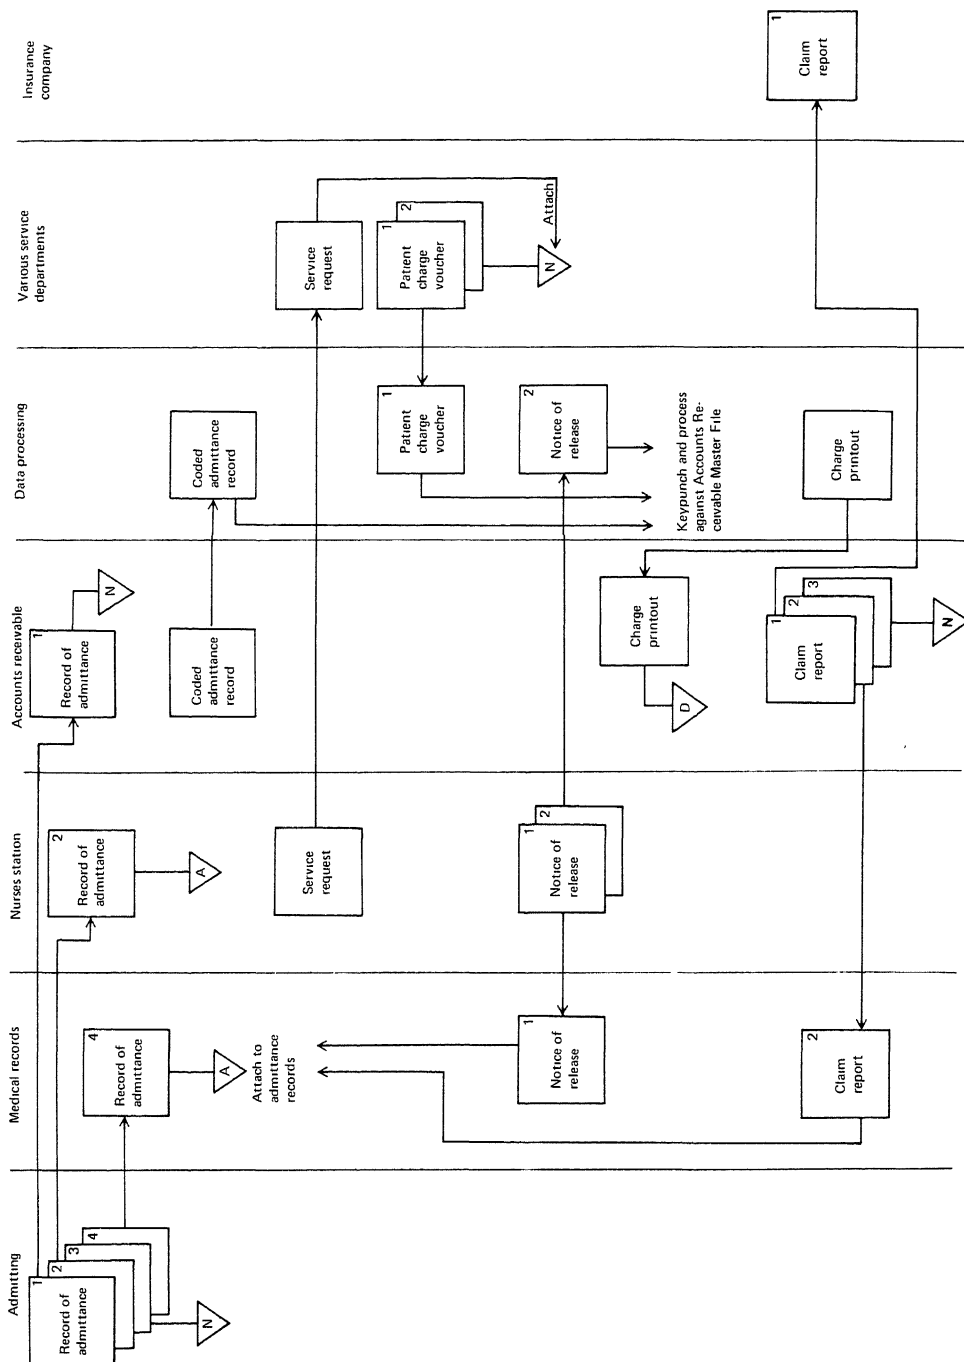 Admitting
Medical records
Nurses station
Accounts receivable
Data processing
Various service
departments
Insurance
company
1
Record of
admittance
2
3
4
N
4
Record of
admittance
A
Attach to
admittance
records
2
Record of
admittance
A
1
Record of
admittance
N
Coded
admittance
record
Coded
admittance
record
Service
request
Service
request
Attach
1
Patient
charge
voucher
2
N
1
Patient
charge
voucher
1
Notice of
release
2
1
Notice of
release
2
Notice of
release
Keypunch and process
against Accounts Re-
ceivable Master File
Charge
printout
D
Charge
printout
1
Claim
report
2
3
N
2
Claim
report
1
Claim
report